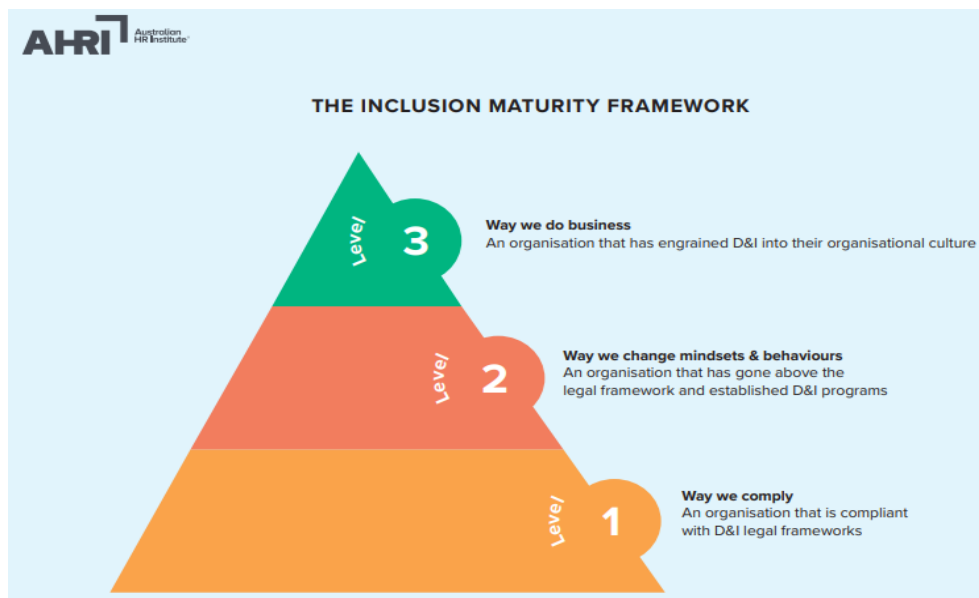 AHRI
Australian
HR Institute
THE INCLUSION MATURITY FRAMEWORK
Level 3
Way we do business
An organisation that has engrained D&I into their organisational culture
Level 2
Way we change mindsets & behaviours
An organisation that has gone above the
legal framework and established D&I programs
Level 1
Way we comply
An organisation that is compliant
with D&I legal frameworks